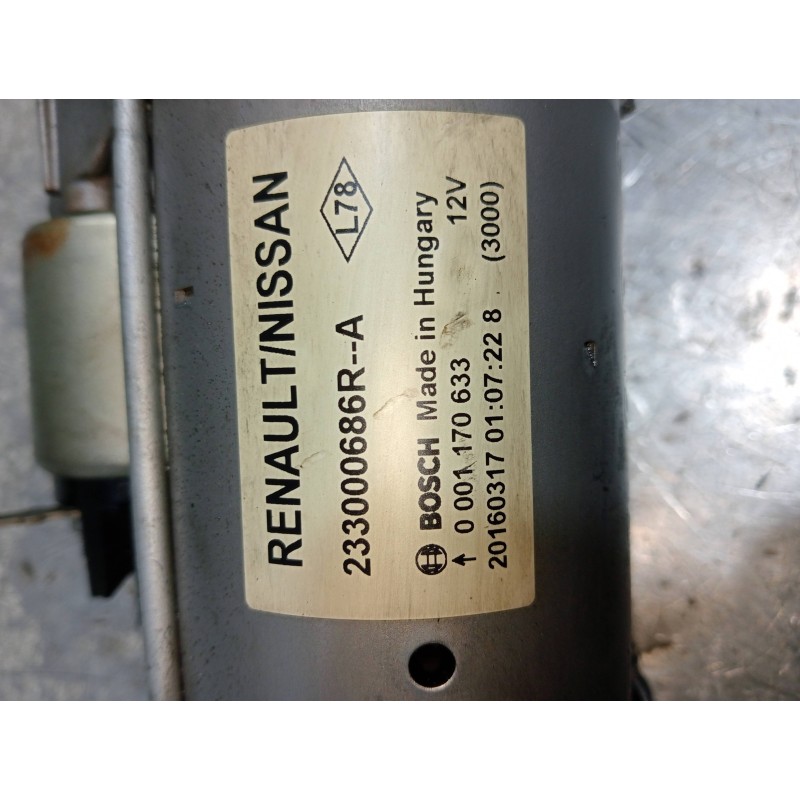 RENAULT/NISSAN
233000686R--A
L78
BOSCH Made in Hungary
0 001 170 633 12V
20160317 01:07:22 8 (3000)